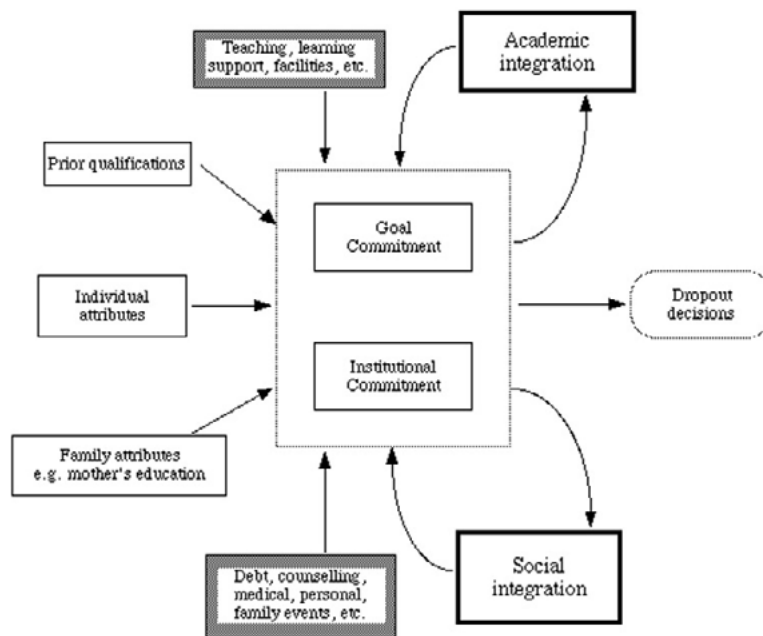 Teaching, learning
support, facilities, etc.
Academic
integration
Prior qualifications
Goal
Commitment
Individual
attributes
Dropout
decisions
Institutional
Commitment
Family attributes
e.g. mother's education
Debt, counselling,
medical, personal,
family events, etc.
Social
integration